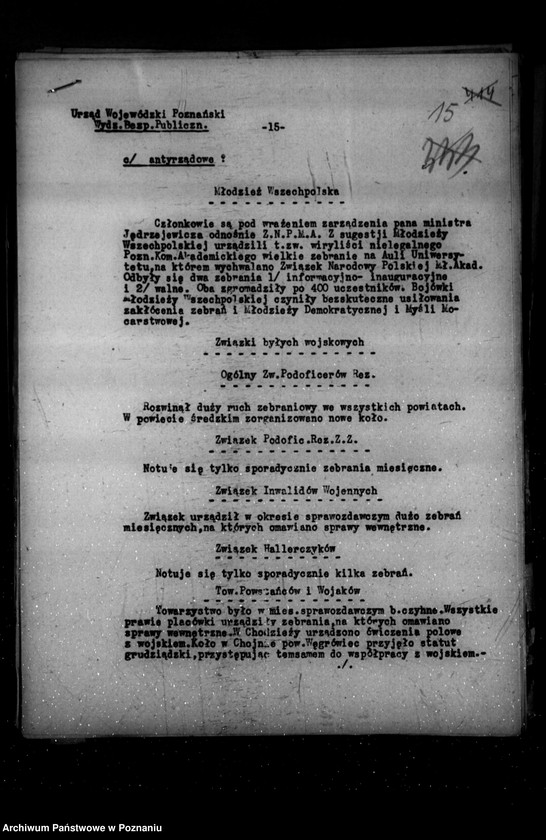 15
Urząd Wojewódzki Poznański
Wydz.Bezp.Publiczn.
-15-
c/ antyrządowe :
Młodzież Wszechpolska
Członkowie są pod wrażeniem zarządzenia pana ministra
Jędrzejewicza odnośnie Z.N.P.M.A. Z sugestji Młodzieży
Wszechpolskiej urządzili t.zw. wiryliści nielegalnego
Pozn.Kom.Akademickiego wielkie zebranie na Auli Uniwersy-
tetu,na którem wychwalano Związek Narodowy Polskiej Mł.Akad.
Odbyły się dwa zebrania 1/ informacyjno- inauguracyjne
i 2/ walne. Oba zgromadziły po 400 uczestników. Bojówki
Młodzieży Wszechpolskiej czyniły bezskuteczne usiłowania
zakłócenia zebrań i Młodzieży Demokratycznej i Myśli Mo-
carstwowej.
Związki byłych wojskowych
Ogólny Zw.Podoficerów Rez.
Rozwinął duży ruch zebraniowy we wszystkich powiatach.
W powiecie średzkim zorganizowano nowe koło.
Związek Podofic.Rez.Z.Z.
Notuje się tylko sporadycznie zebrania miesięczne.
Związek Inwalidów Wojennych
Związek urządził w okresie sprawozdawczym dużo zebrań
miesięcznych,na których omawiano sprawy wewnętrzne.
Związek Hallerczyków
Notuje się tylko sporadycznie kilka zebrań.
Tow.Powstańców i Wojaków
Towarzystwo było w mies.sprawozdawczym b.czynne.Wszystkie
prawie placówki urządziły zebrania,na których omawiano
sprawy wewnętrzne.W Chodzieży urządzono ćwiczenia polowe
z wojskiem.Koło w Chojnie pow.Węgrówiec przyjęło statut
grudziądski,przystępując temsamem do współpracy z wojskiem.-
./.
Archiwum Państwowe w Poznaniu